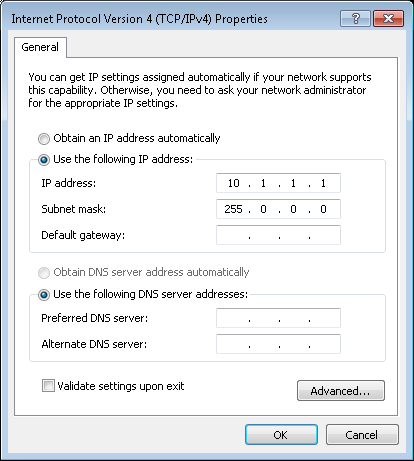 Internet Protocol Version 4 (TCP/IPv4) Properties
General
You can get IP settings assigned automatically if your network supports
this capability. Otherwise, you need to ask your network administrator
for the appropriate IP settings.
Obtain an IP address automatically
Use the following IP address:
IP address: 10 . 1 . 1 . 1
Subnet mask: 255 . 0 . 0 . 0
Default gateway: . . .
Obtain DNS server address automatically
Use the following DNS server addresses:
Preferred DNS server: . . .
Alternate DNS server: . . .
Validate settings upon exit
Advanced...
OK Cancel